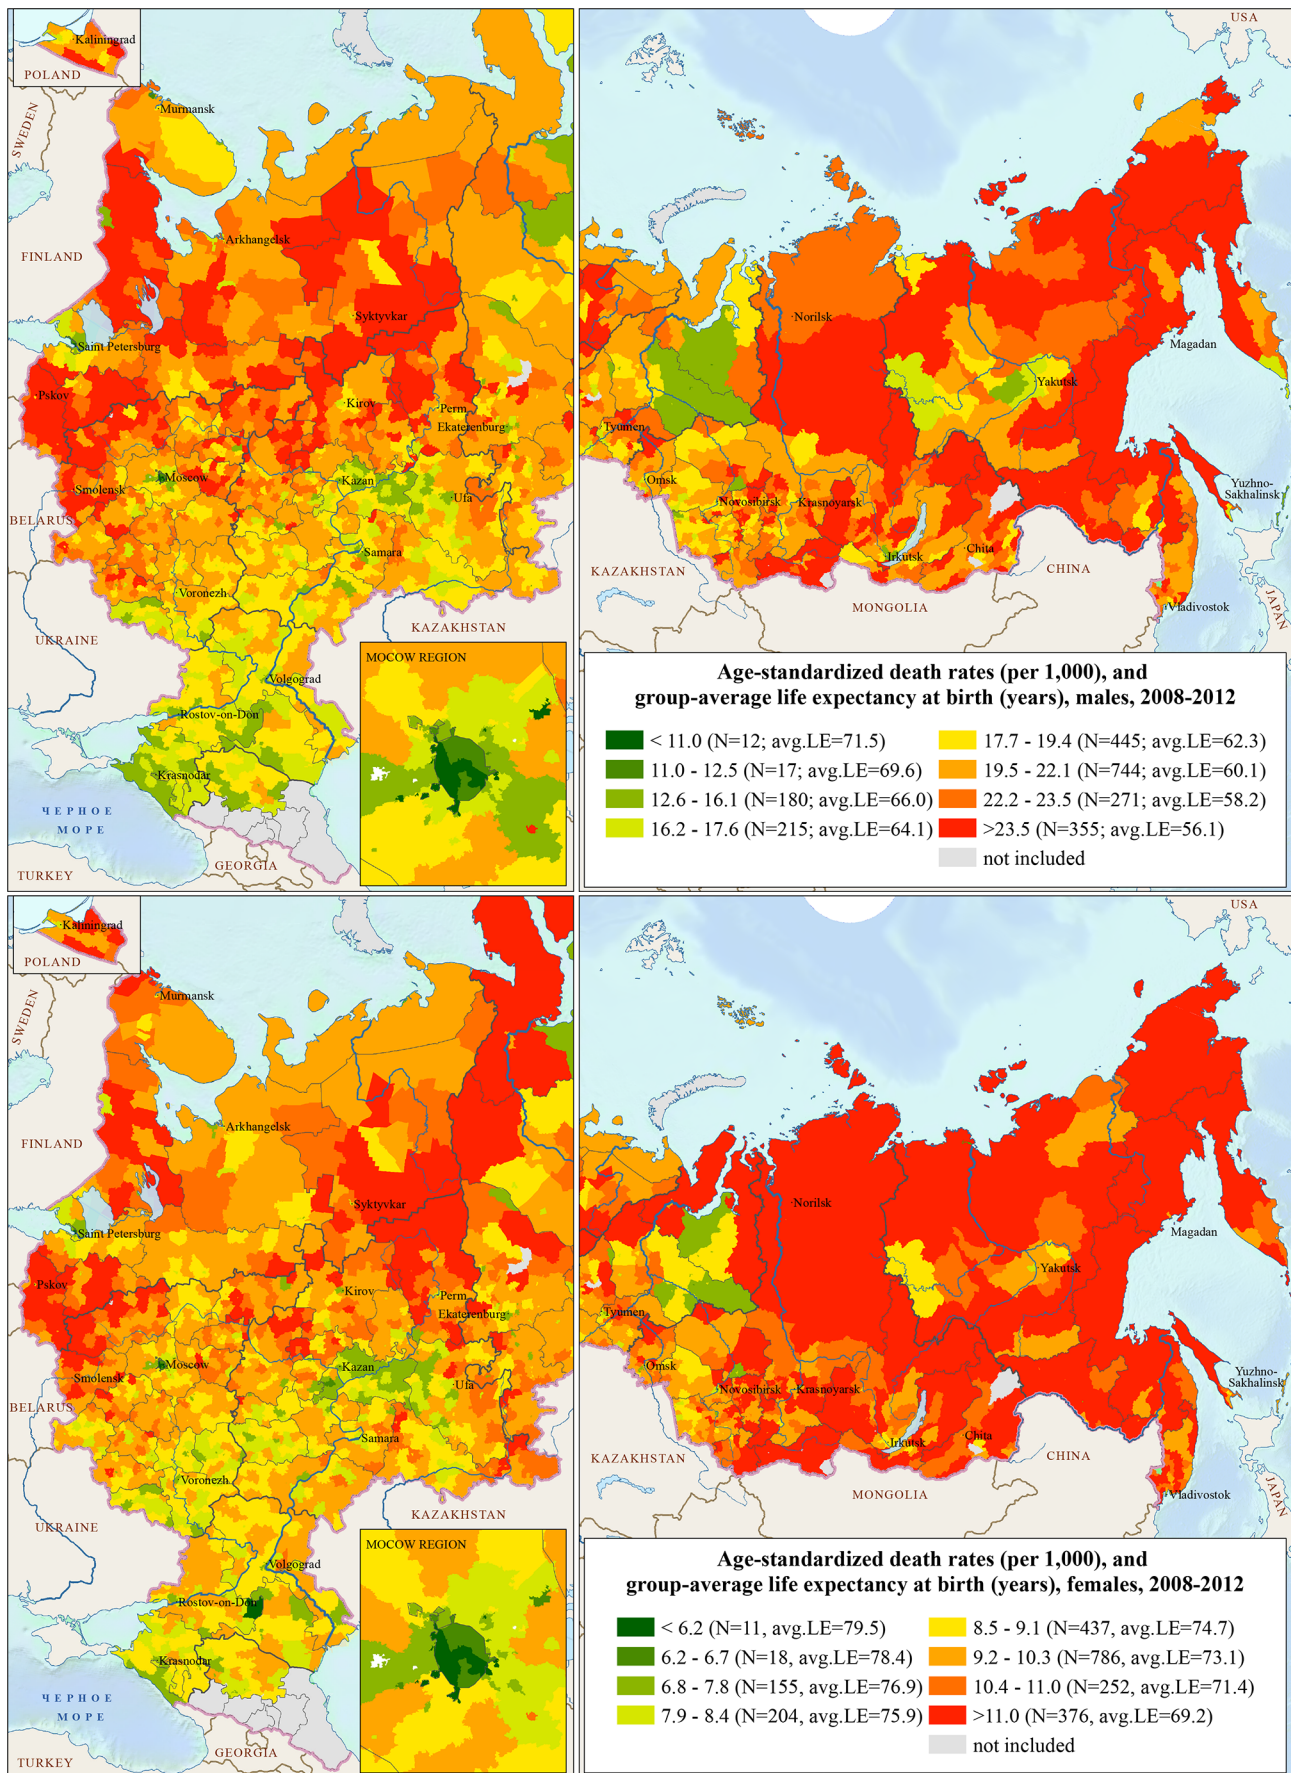 Kaliningrad
POLAND
Murmansk
SWEDEN
Arkhangelsk
FINLAND
Syktyvkar
Saint Petersburg
Pskov
Kirov
Perm
Ekaterenburg
Moscow
Kazan
Smolensk
Ufa
BELARUS
Samara
Voronezh
KAZAKHSTAN
UKRAINE
MOCOW REGION
Volgograd
Rostov-on-Don
Krasnodar
ЧЕРНОЕ
МОРЕ
GEORGIA
TURKEY
USA
Norilsk
Magadan
Yakutsk
Tyumen
Omsk
Yuzhno-
Sakhalinsk
Novosibirsk
Krasnoyarsk
Irkutsk
Chita
KAZAKHSTAN
CHINA
MONGOLIA
JAPAN
Vladivostok
Age-standardized death rates (per 1,000), and
group-average life expectancy at birth (years), males, 2008-2012
< 11.0 (N=12; avg.LE=71.5)
11.0 - 12.5 (N=17; avg.LE=69.6)
12.6 - 16.1 (N=180; avg.LE=66.0)
16.2 - 17.6 (N=215; avg.LE=64.1)
17.7 - 19.4 (N=445; avg.LE=62.3)
19.5 - 22.1 (N=744; avg.LE=60.1)
22.2 - 23.5 (N=271; avg.LE=58.2)
>23.5 (N=355; avg.LE=56.1)
not included
Kaliningrad
POLAND
Murmansk
SWEDEN
Arkhangelsk
FINLAND
Syktyvkar
Saint Petersburg
Pskov
Kirov
Perm
Ekaterenburg
Moscow
Kazan
Smolensk
Ufa
BELARUS
Samara
Voronezh
KAZAKHSTAN
UKRAINE
MOCOW REGION
Volgograd
Rostov-on-Don
Krasnodar
ЧЕРНОЕ
МОРЕ
GEORGIA
TURKEY
USA
Norilsk
Magadan
Yakutsk
Tyumen
Omsk
Yuzhno-
Sakhalinsk
Novosibirsk
Krasnoyarsk
Irkutsk
Chita
KAZAKHSTAN
CHINA
MONGOLIA
JAPAN
Vladivostok
Age-standardized death rates (per 1,000), and
group-average life expectancy at birth (years), females, 2008-2012
< 6.2 (N=11, avg.LE=79.5)
6.2 - 6.7 (N=18, avg.LE=78.4)
6.8 - 7.8 (N=155, avg.LE=76.9)
7.9 - 8.4 (N=204, avg.LE=75.9)
8.5 - 9.1 (N=437, avg.LE=74.7)
9.2 - 10.3 (N=786, avg.LE=73.1)
10.4 - 11.0 (N=252, avg.LE=71.4)
>11.0 (N=376, avg.LE=69.2)
not included